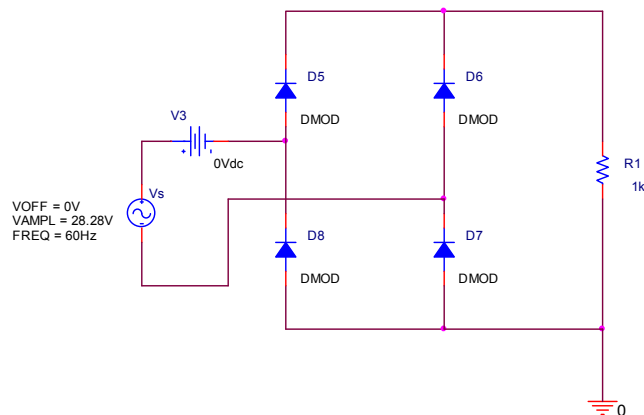 D5
D6
DMOD
DMOD
V3
0Vdc
R1
1k
Vs
VOFF = 0V
VAMPL = 28.28V
FREQ = 60Hz
D8
D7
DMOD
DMOD
0